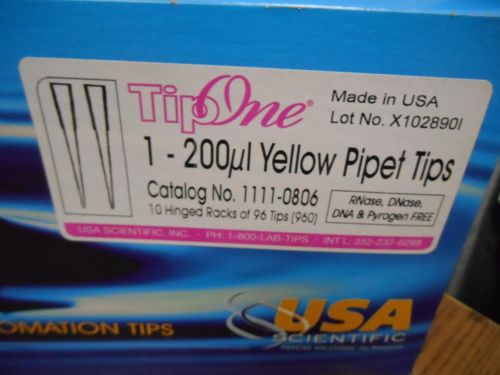 TipOne®
Made in USA
Lot No. X102890I
1 - 200µl Yellow Pipet Tips
Catalog No. 1111-0806
10 Hinged Racks of 96 Tips (960)
RNase, DNase,
DNA & Pyrogen FREE
USA SCIENTIFIC, INC. · PH: 1-800-LAB-TIPS · INT'L: 352-237-6288
OMATION TIPS
USA
SCIENTIFIC